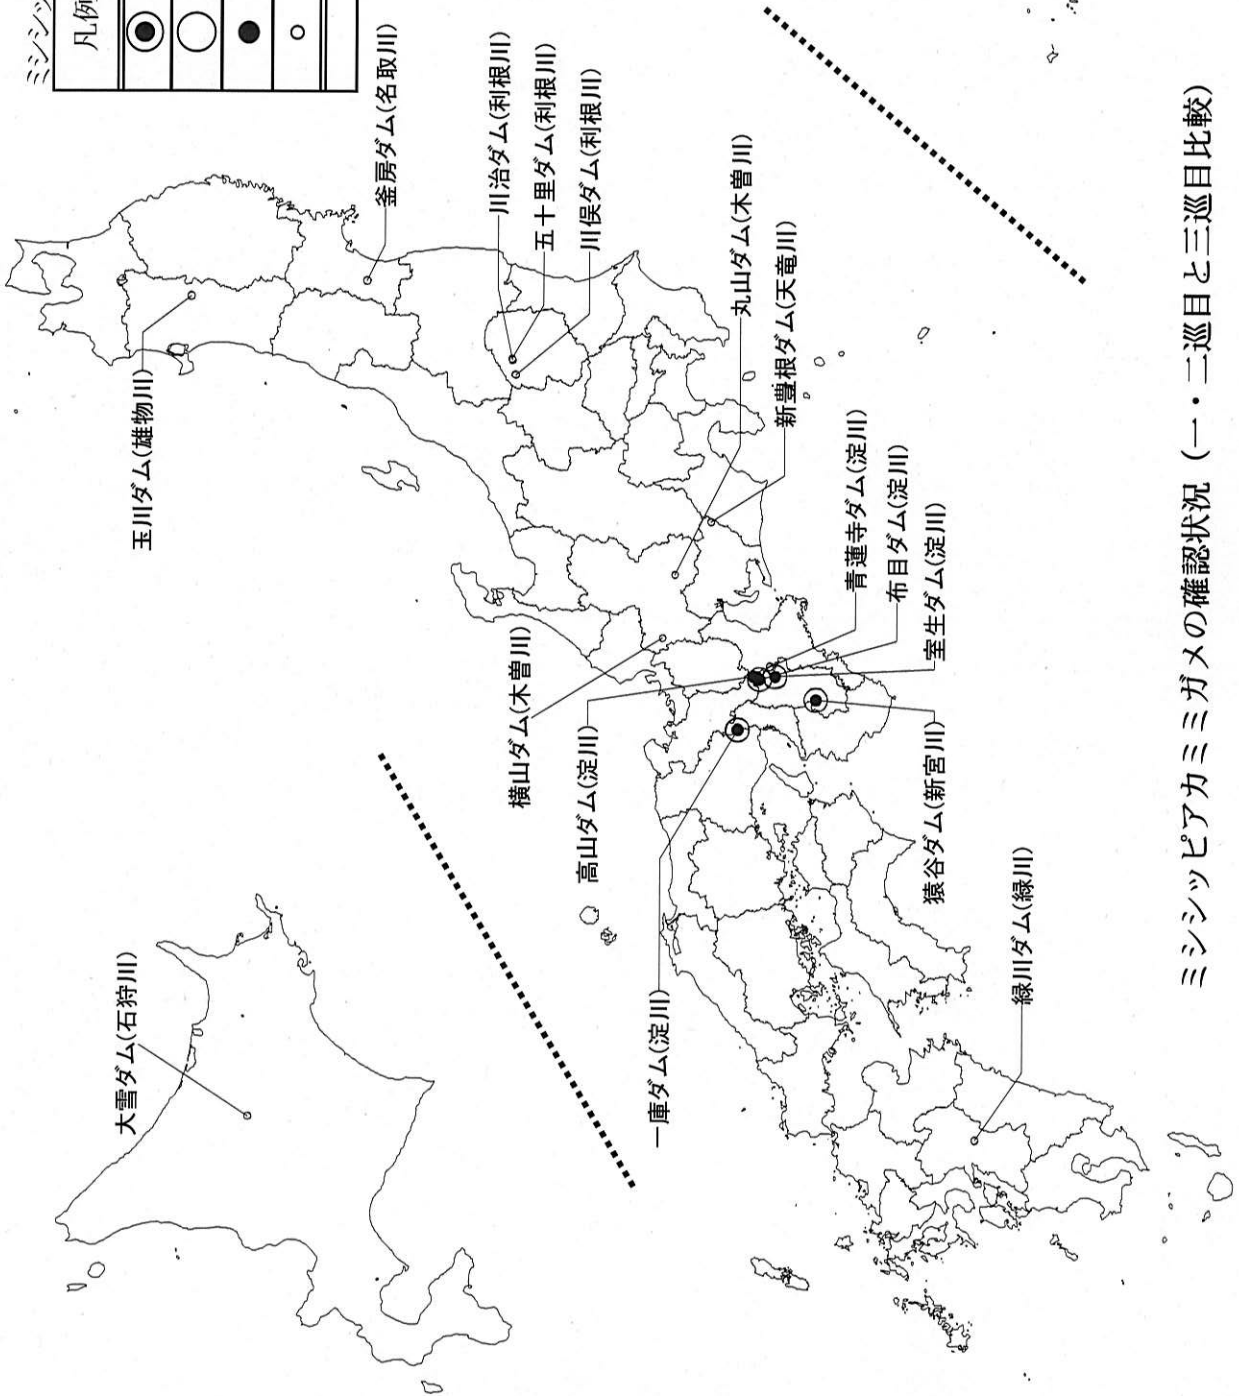 ミシシッ
凡例
大雪ダム(石狩川)
玉川ダム(雄物川)
釜房ダム(名取川)
川治ダム(利根川)
五十里ダム(利根川)
川俣ダム(利根川)
丸山ダム(木曽川)
新豊根ダム(天竜川)
横山ダム(木曽川)
高山ダム(淀川)
青蓮寺ダム(淀川)
布目ダム(淀川)
室生ダム(淀川)
猿谷ダム(新宮川)
一庫ダム(淀川)
緑川ダム(緑川)
ミシシッピアカミミガメの確認状況 (一・二巡目と三巡目比較)